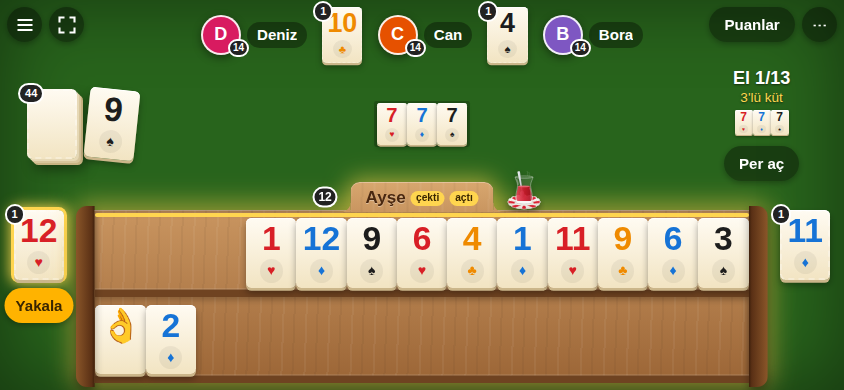 1 10 ♣
D Deniz 14
C Can 14
1 4 ♠
B Bora 14
Puanlar
...
El 1/13
3'lü küt
7 ♥ 7 ♦ 7 ♠
Per aç
44
9 ♠
7 ♥ 7 ♦ 7 ♠
12
Ayşe çekti açtı
1 12 ♥
Yakala
1 ♥ 12 ♦ 9 ♠ 6 ♥ 4 ♣ 1 ♦ 11 ♥ 9 ♣ 6 ♦ 3 ♠
1 11 ♦
👌 2 ♦